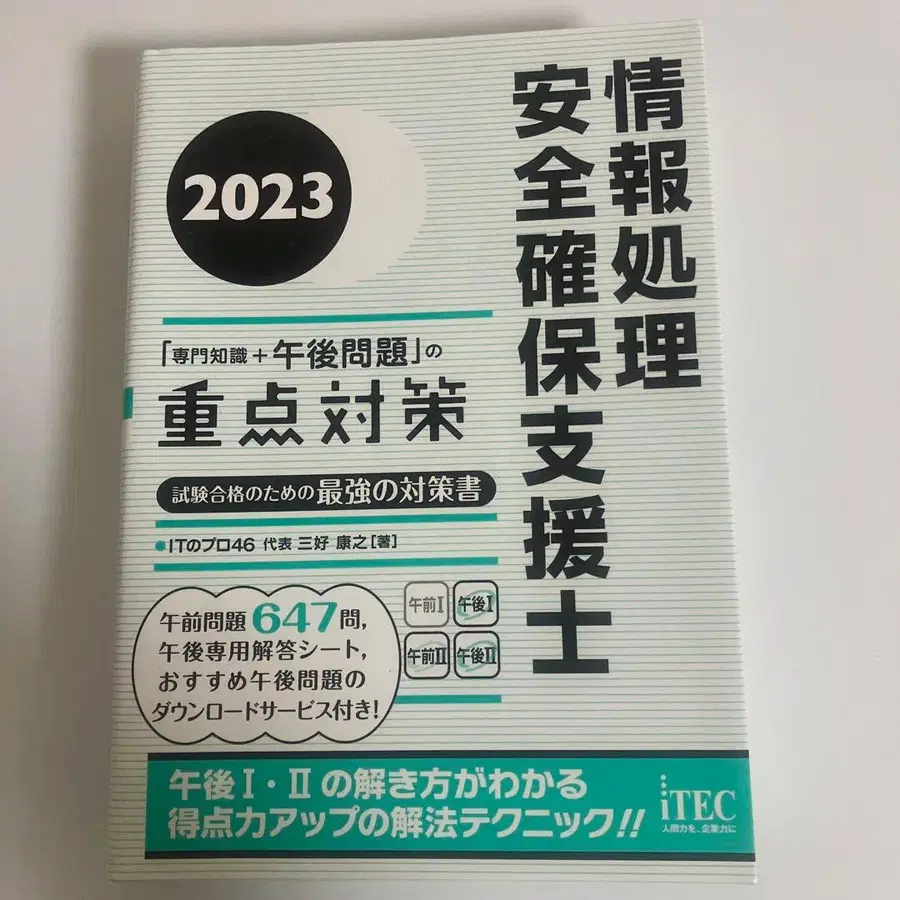 情報処理
安全確保支援士
2023
「専門知識+午後問題」の
重点対策
試験合格のための最強の対策書
ITのプロ46 代表 三好 康之[著]
午前問題647問,
午後専用解答シート,
おすすめ午後問題の
ダウンロードサービス付き!
午前I 午後I
午前II 午後II
午後I・IIの解き方がわかる
得点力アップの解法テクニック!!
iTEC
人間力を、企業力に